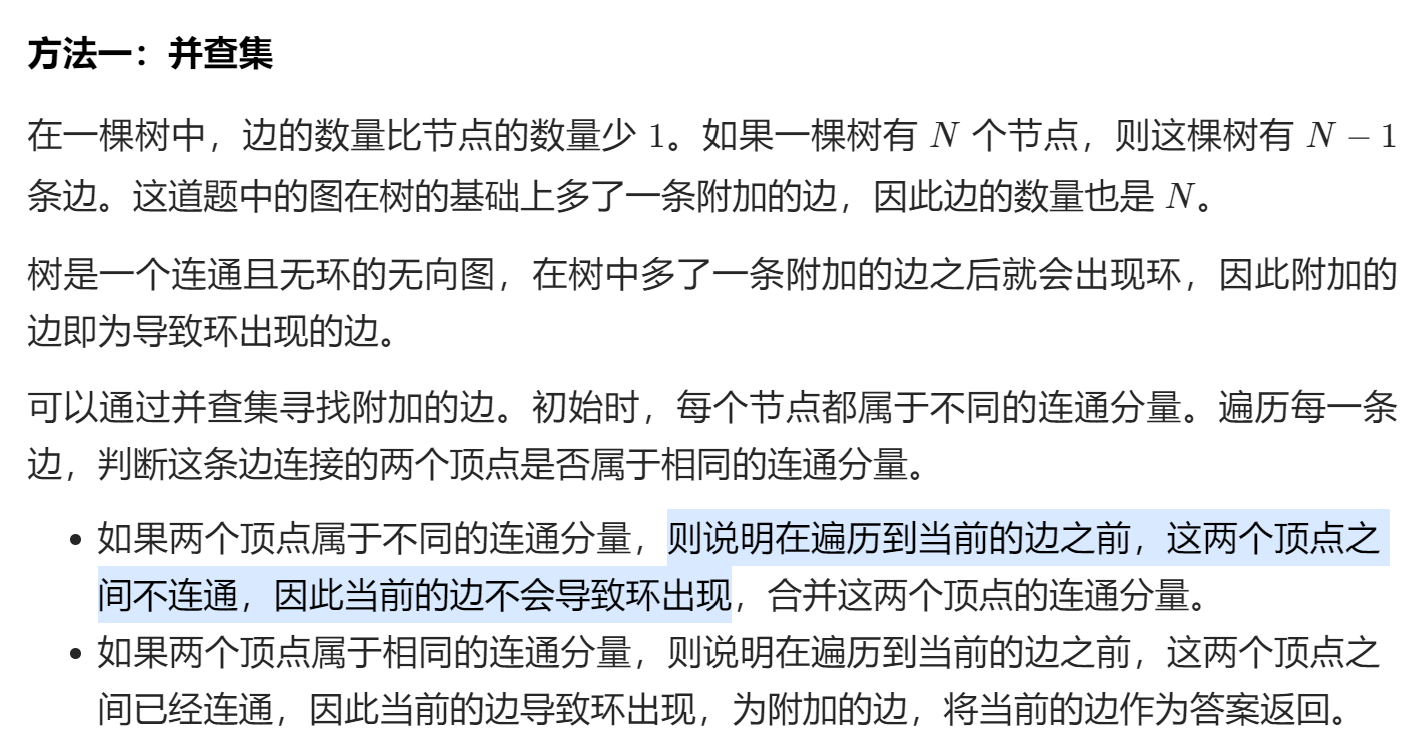 方法一：并查集
在一棵树中，边的数量比节点的数量少 1。如果一棵树有 N 个节点，则这棵树有 N − 1
条边。这道题中的图在树的基础上多了一条附加的边，因此边的数量也是 N。
树是一个连通且无环的无向图，在树中多了一条附加的边之后就会出现环，因此附加的
边即为导致环出现的边。
可以通过并查集寻找附加的边。初始时，每个节点都属于不同的连通分量。遍历每一条
边，判断这条边连接的两个顶点是否属于相同的连通分量。
• 如果两个顶点属于不同的连通分量，则说明在遍历到当前的边之前，这两个顶点之
间不连通，因此当前的边不会导致环出现，合并这两个顶点的连通分量。
• 如果两个顶点属于相同的连通分量，则说明在遍历到当前的边之前，这两个顶点之
间已经连通，因此当前的边导致环出现，为附加的边，将当前的边作为答案返回。